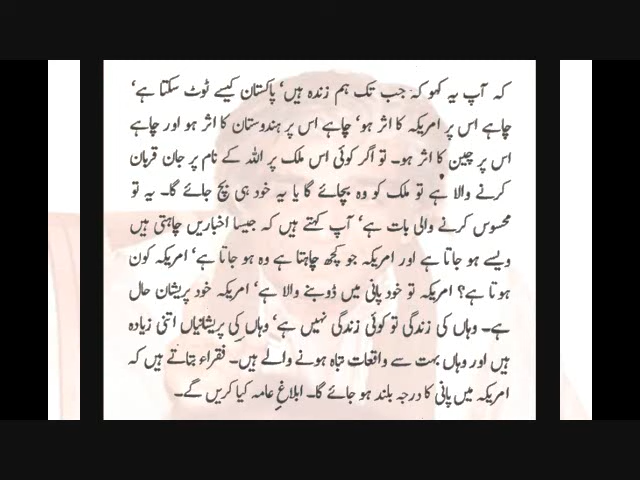 کہ آپ یہ کہو کہ جب تک ہم زندہ ہیں، پاکستان کیسے ٹوٹ سکتا ہے،
چاہے اس پر امریکہ کا اثر ہو، چاہے اس پر ہندوستان کا اثر ہو اور چاہے
اس پر چین کا اثر ہو۔ تو اگر کوئی اس ملک پر اللہ کے نام پر جان قربان
کرنے والا ہے تو ملک کو وہ بچائے گا یا یہ خود ہی بچ جائے گا۔ یہ تو
محسوس کرنے والی بات ہے، آپ کہتے ہیں کہ جیسا اخباریں چاہتی ہیں
ویسے ہو جاتا ہے اور امریکہ جو کچھ چاہتا ہے وہ ہو جاتا ہے، امریکہ کون
ہوتا ہے؟ امریکہ تو خود پانی میں ڈوبنے والا ہے، امریکہ خود پریشان حال
ہے۔ وہاں کی زندگی تو کوئی زندگی نہیں ہے، وہاں کی پریشانیاں اتنی زیادہ
ہیں اور وہاں بہت سے واقعات تباہ ہونے والے ہیں۔ فقراء بتاتے ہیں کہ
امریکہ میں پانی کا درجہ بلند ہو جائے گا۔ ابلاغِ عامہ کیا کریں گے۔